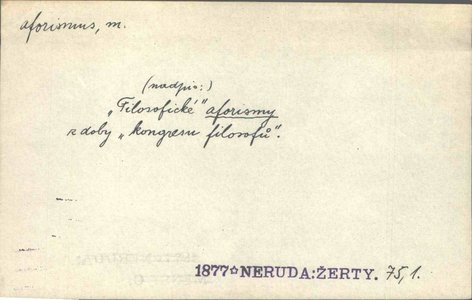 aforismus, m.
(nadpis:)
„Filosofické" aforismy
z doby „kongresu filosofů".
1877☆NERUDA:ŽERTY. 75,1.